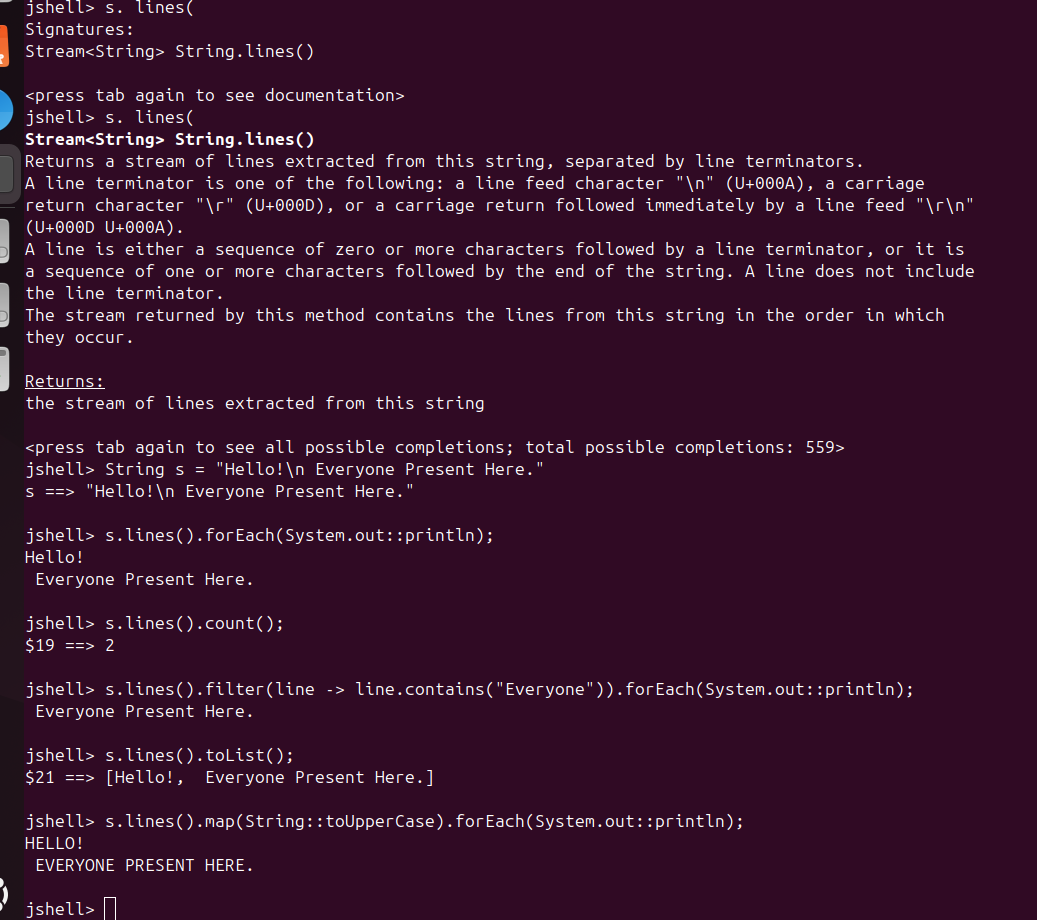 jshell> s. lines(
Signatures:
Stream<String> String.lines()
<press tab again to see documentation>
jshell> s. lines(
Stream<String> String.lines()
Returns a stream of lines extracted from this string, separated by line terminators.
A line terminator is one of the following: a line feed character "\n" (U+000A), a carriage
return character "\r" (U+000D), or a carriage return followed immediately by a line feed "\r\n"
(U+000D U+000A).
A line is either a sequence of zero or more characters followed by a line terminator, or it is
a sequence of one or more characters followed by the end of the string. A line does not include
the line terminator.
The stream returned by this method contains the lines from this string in the order in which
they occur.
Returns:
the stream of lines extracted from this string
<press tab again to see all possible completions; total possible completions: 559>
jshell> String s = "Hello!\n Everyone Present Here."
s ==> "Hello!\n Everyone Present Here."
jshell> s.lines().forEach(System.out::println);
Hello!
 Everyone Present Here.
jshell> s.lines().count();
$19 ==> 2
jshell> s.lines().filter(line -> line.contains("Everyone")).forEach(System.out::println);
 Everyone Present Here.
jshell> s.lines().toList();
$21 ==> [Hello!,  Everyone Present Here.]
jshell> s.lines().map(String::toUpperCase).forEach(System.out::println);
HELLO!
 EVERYONE PRESENT HERE.
jshell>